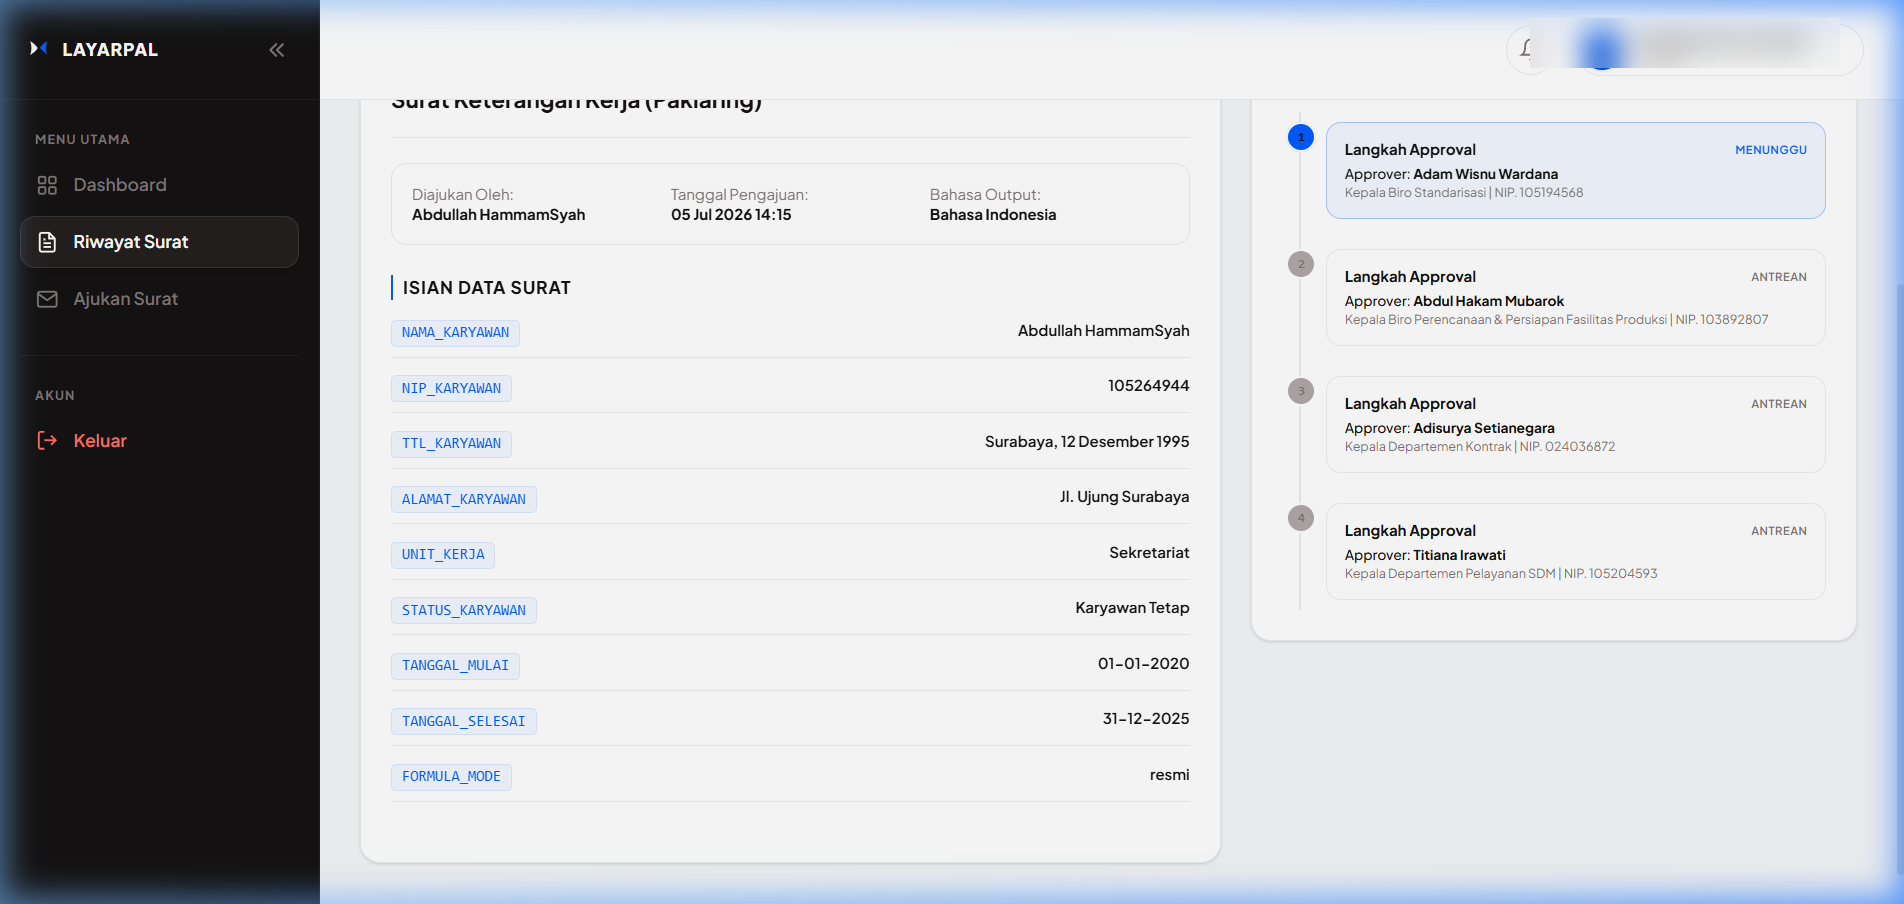 LAYARPAL
MENU UTAMA
Dashboard
Riwayat Surat
Ajukan Surat
AKUN
Keluar
Surat Keterangan Kerja (Paklaring)
Diajukan Oleh:
Abdullah HammamSyah
Tanggal Pengajuan:
05 Jul 2026 14:15
Bahasa Output:
Bahasa Indonesia
ISIAN DATA SURAT
NAMA_KARYAWAN Abdullah HammamSyah
NIP_KARYAWAN 105264944
TTL_KARYAWAN Surabaya, 12 Desember 1995
ALAMAT_KARYAWAN Jl. Ujung Surabaya
UNIT_KERJA Sekretariat
STATUS_KARYAWAN Karyawan Tetap
TANGGAL_MULAI 01-01-2020
TANGGAL_SELESAI 31-12-2025
FORMULA_MODE resmi
1
Langkah Approval MENUNGGU
Approver: Adam Wisnu Wardana
Kepala Biro Standarisasi | NIP. 105194568
2
Langkah Approval ANTREAN
Approver: Abdul Hakam Mubarok
Kepala Biro Perencanaan & Persiapan Fasilitas Produksi | NIP. 103892807
3
Langkah Approval ANTREAN
Approver: Adisurya Setianegara
Kepala Departemen Kontrak | NIP. 024036872
4
Langkah Approval ANTREAN
Approver: Titiana Irawati
Kepala Departemen Pelayanan SDM | NIP. 105204593